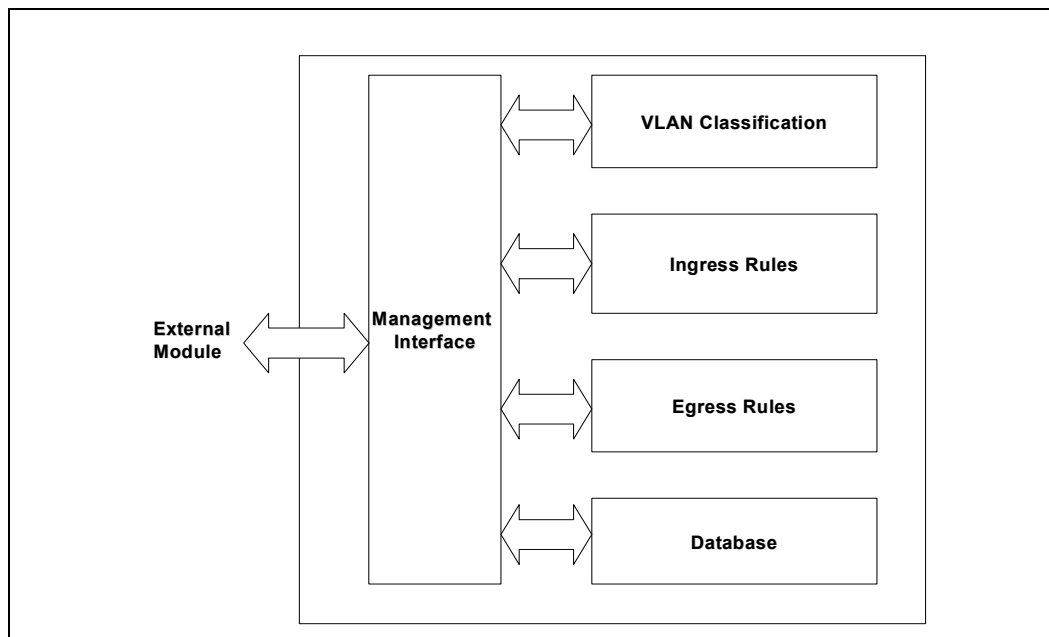 VLAN Classification
Ingress Rules
External
Module
Management
Interface
Egress Rules
Database